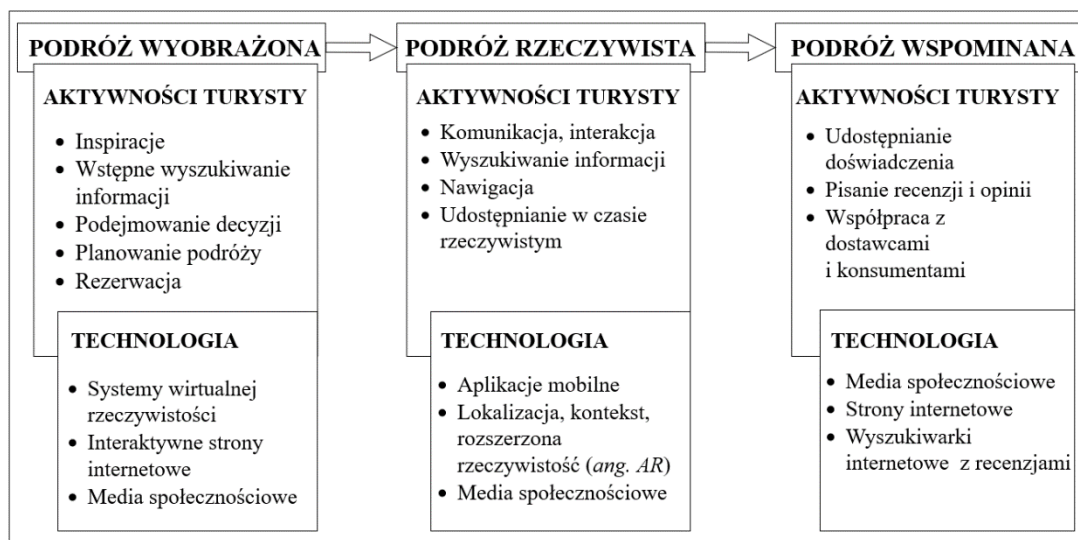 PODRÓŻ WYOBRAŻONA
AKTYWNOŚCI TURYSTY
• Inspiracje
• Wstępne wyszukiwanie
informacji
• Podejmowanie decyzji
• Planowanie podróży
• Rezerwacja
TECHNOLOGIA
• Systemy wirtualnej
rzeczywistości
• Interaktywne strony
internetowe
• Media społecznościowe
PODRÓŻ RZECZYWISTA
AKTYWNOŚCI TURYSTY
• Komunikacja, interakcja
• Wyszukiwanie informacji
• Nawigacja
• Udostępnianie w czasie
rzeczywistym
TECHNOLOGIA
• Aplikacje mobilne
• Lokalizacja, kontekst,
rozszerzona
rzeczywistość (ang. AR)
• Media społecznościowe
PODRÓŻ WSPOMINANA
AKTYWNOŚCI TURYSTY
• Udostępnianie
doświadczenia
• Pisanie recenzji i opinii
• Współpraca z
dostawcami
i konsumentami
TECHNOLOGIA
• Media społecznościowe
• Strony internetowe
• Wyszukiwarki
internetowe z recenzjami